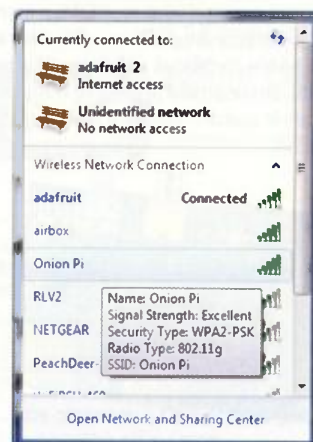 Currently connected to:
adafruit 2
Internet access
Unidentified network
No network access
Wireless Network Connection
adafruit Connected
airbox
Onion Pi
RLV2
NETGEAR
PeachDeer-
Name: Onion Pi
Signal Strength: Excellent
Security Type: WPA2-PSK
Radio Type: 802.11g
SSID: Onion Pi
Open Network and Sharing Center